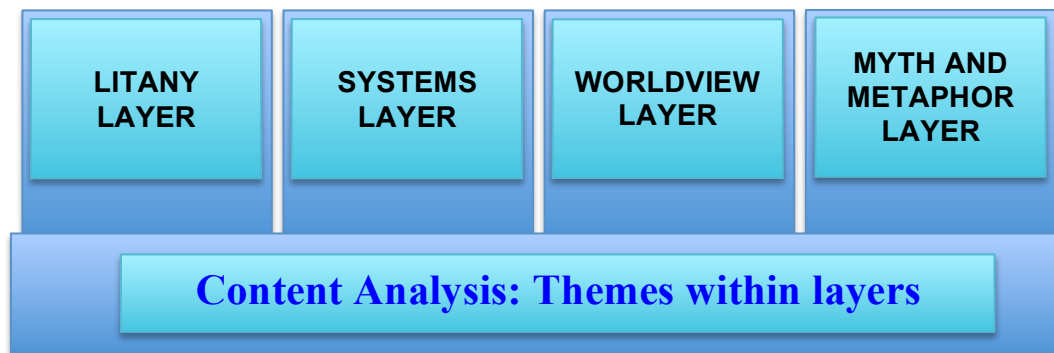 LITANY
LAYER
SYSTEMS
LAYER
WORLDVIEW
LAYER
MYTH AND
METAPHOR
LAYER
Content Analysis: Themes within layers